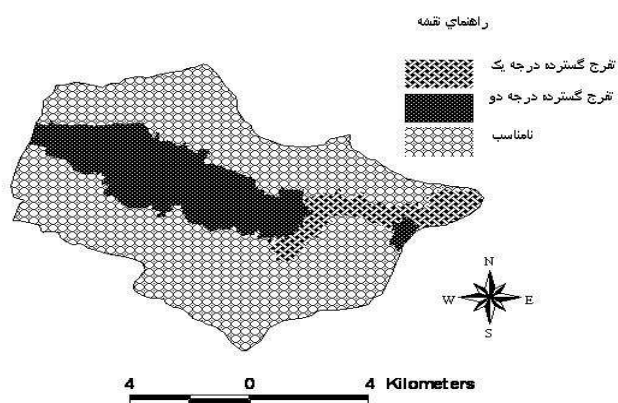 راهنماي نقشه
تفرج گسترده درجه یک
تفرج گسترده درجه دو
نامناسب
N
W E
S
4 0 4 Kilometers